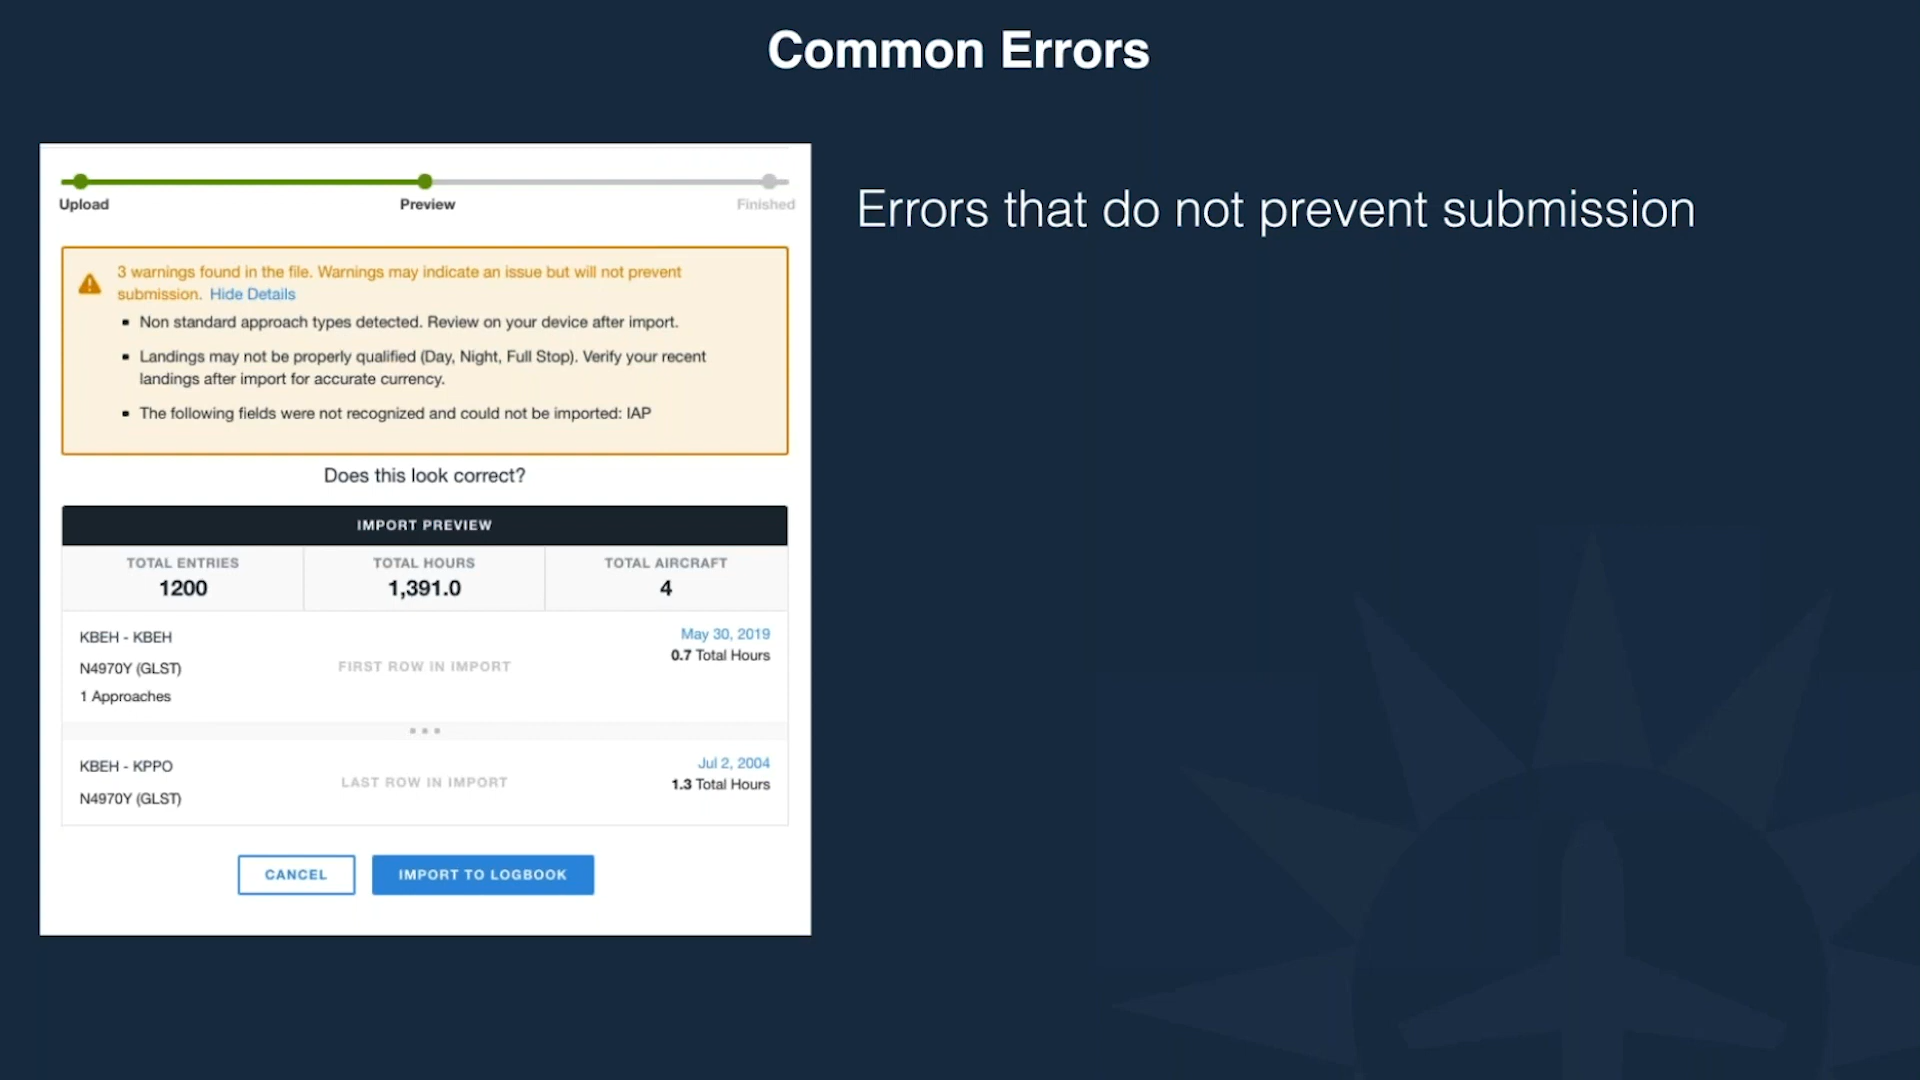 Common Errors
Errors that do not prevent submission
Upload
Preview
Finished
3 warnings found in the file. Warnings may indicate an issue but will not prevent
submission. Hide Details
▪ Non standard approach types detected. Review on your device after import.
▪ Landings may not be properly qualified (Day, Night, Full Stop). Verify your recent
landings after import for accurate currency.
▪ The following fields were not recognized and could not be imported: IAP
Does this look correct?
IMPORT PREVIEW
TOTAL ENTRIES
1200
TOTAL HOURS
1,391.0
TOTAL AIRCRAFT
4
KBEH - KBEH
N4970Y (GLST)
1 Approaches
FIRST ROW IN IMPORT
May 30, 2019
0.7 Total Hours
KBEH - KPPO
N4970Y (GLST)
LAST ROW IN IMPORT
Jul 2, 2004
1.3 Total Hours
CANCEL
IMPORT TO LOGBOOK